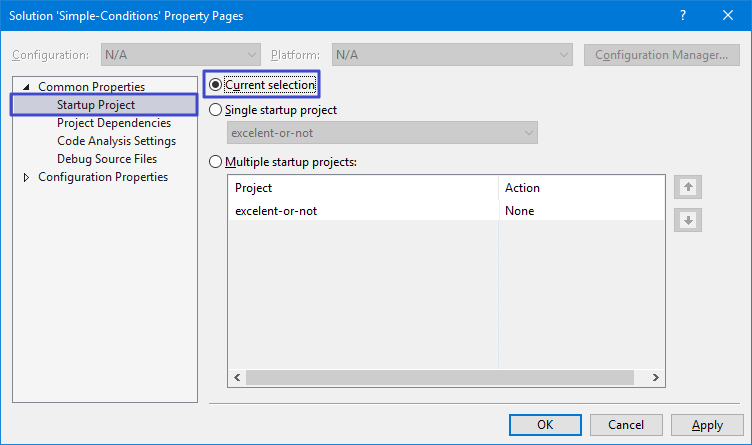 Solution 'Simple-Conditions' Property Pages
Configuration: N/A Platform: N/A Configuration Manager...
Common Properties
Startup Project
Project Dependencies
Code Analysis Settings
Debug Source Files
Configuration Properties
Current selection
Single startup project
excelent-or-not
Multiple startup projects:
Project Action
excelent-or-not None
OK Cancel Apply